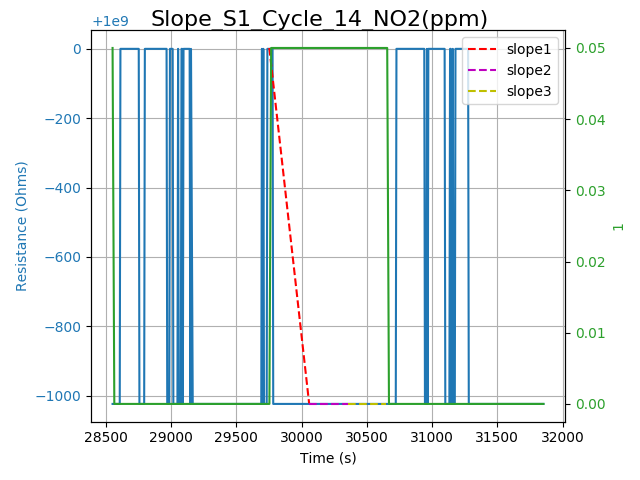 Slope_S1_Cycle_14_NO2(ppm)
+1e9
0
−200
−400
−600
−800
−1000
Resistance (Ohms)
slope1
slope2
slope3
0.05
0.04
0.03
0.02
0.01
0.00
1
28500 29000 29500 30000 30500 31000 31500 32000
Time (s)